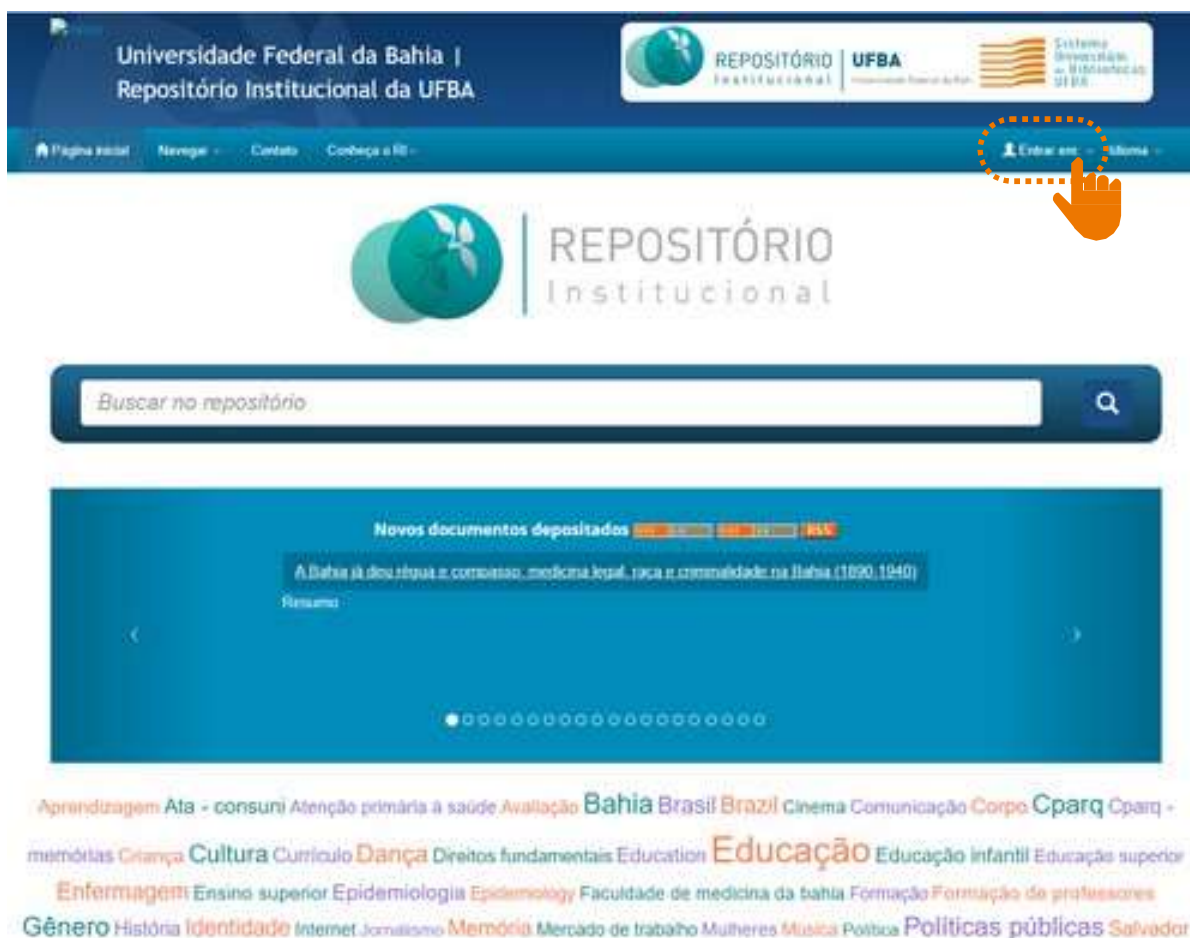 Universidade Federal da Bahia |
Repositório Institucional da UFBA
REPOSITÓRIO
Institucional
UFBA
Sistema
Universitário
de Bibliotecas
UFBA
Página inicial Navegar Contato Conheça o RI
Entrar em: Idioma
REPOSITÓRIO
Institucional
Buscar no repositório
Novos documentos depositados RSS
A Bahia já deu régua e compasso: medicina legal, raça e criminalidade na Bahia (1890-1940)
Resumo
Aprendizagem Ata - consuni Atenção primária à saúde Avaliação Bahia Brasil Brazil Cinema Comunicação Corpo Cparq Cparq -
memórias Criança Cultura Currículo Dança Direitos fundamentais Education Educação Educação infantil Educação superior
Enfermagem Ensino superior Epidemiologia Epidemiology Faculdade de medicina da bahia Formação Formação de professores
Gênero História Identidade Internet Jornalismo Memória Mercado de trabalho Mulheres Música Política Políticas públicas Salvador